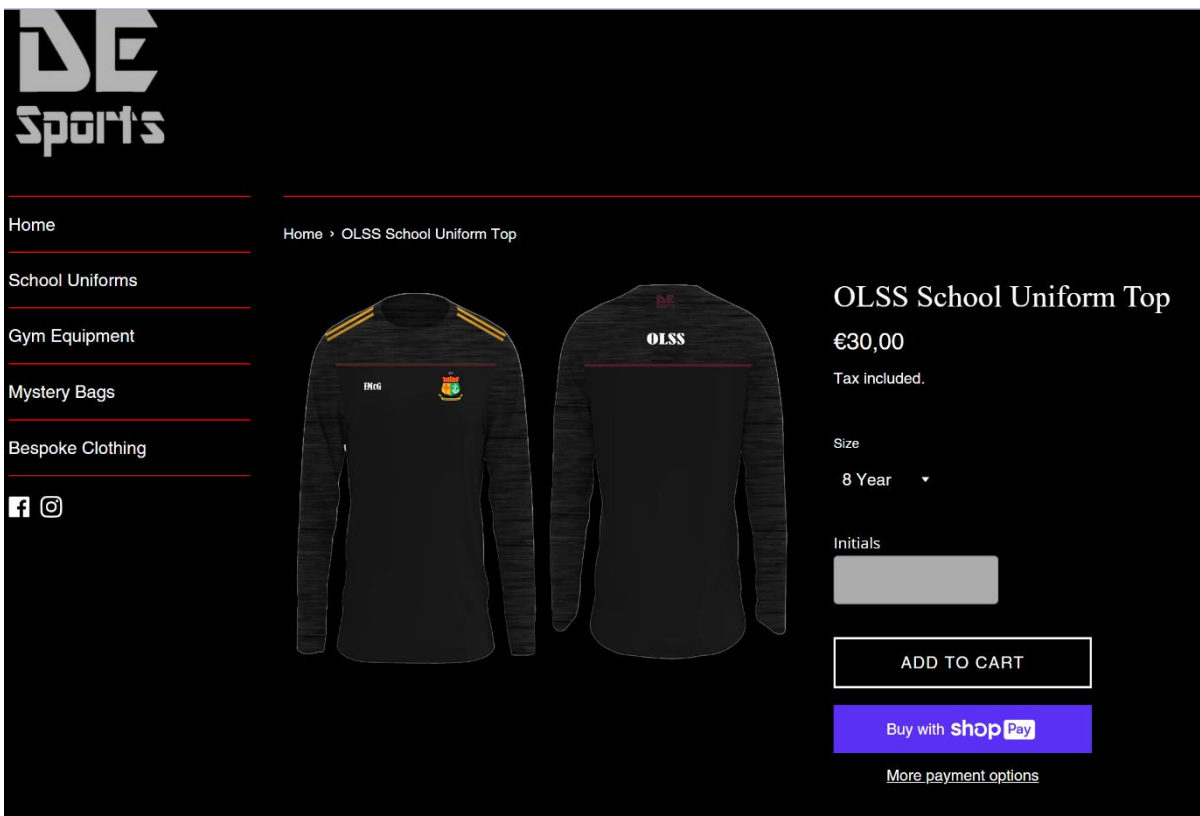 DE
Sports
Home
School Uniforms
Gym Equipment
Mystery Bags
Bespoke Clothing
Home › OLSS School Uniform Top
FMcG
DE
OLSS
OLSS School Uniform Top
€30,00
Tax included.
Size
8 Year
Initials
ADD TO CART
Buy with shop Pay
More payment options